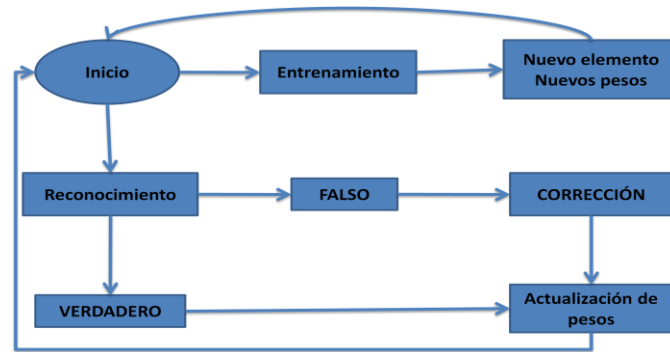 Inicio
Entrenamiento
Nuevo elemento
Nuevos pesos
Reconocimiento
FALSO
CORRECCIÓN
VERDADERO
Actualización de
pesos